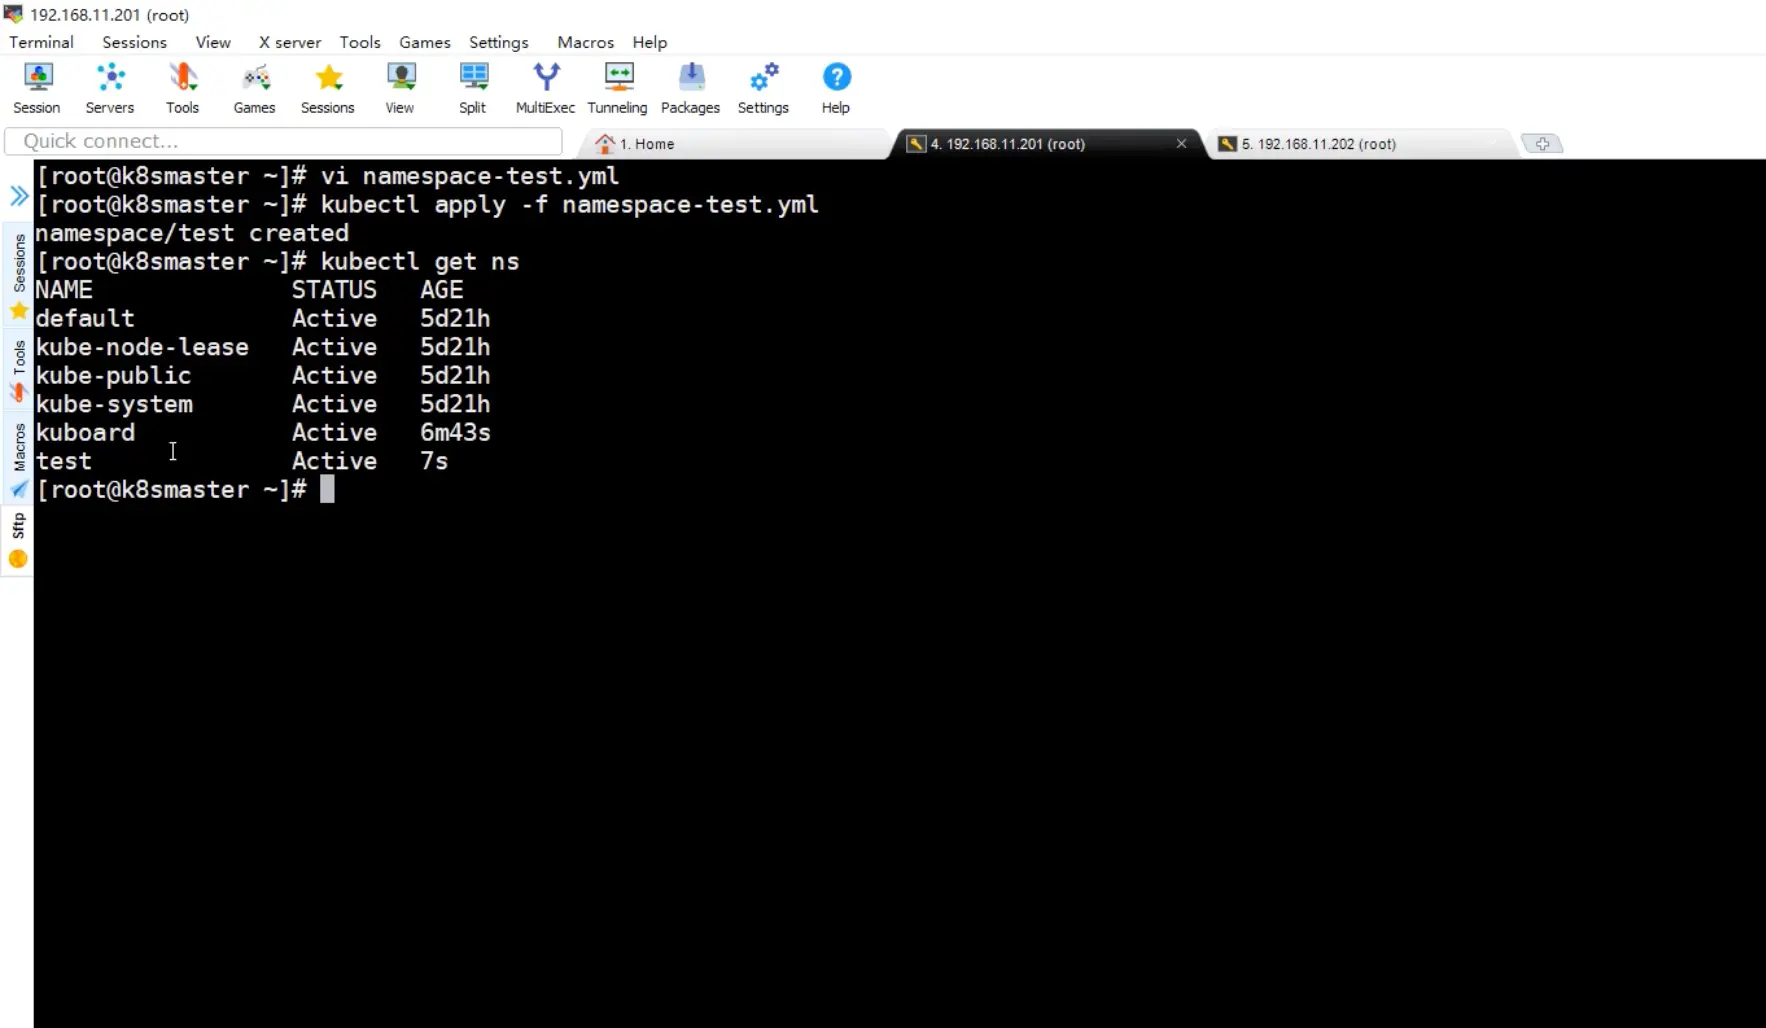 192.168.11.201 (root)
Terminal Sessions View X server Tools Games Settings Macros Help
Session Servers Tools Games Sessions View Split MultiExec Tunneling Packages Settings Help
Quick connect... 1. Home 4. 192.168.11.201 (root) 5. 192.168.11.202 (root)
Sessions
Tools
Macros
Sftp
[root@k8smaster ~]# vi namespace-test.yml
[root@k8smaster ~]# kubectl apply -f namespace-test.yml
namespace/test created
[root@k8smaster ~]# kubectl get ns
NAME STATUS AGE
default Active 5d21h
kube-node-lease Active 5d21h
kube-public Active 5d21h
kube-system Active 5d21h
kuboard Active 6m43s
test Active 7s
[root@k8smaster ~]#